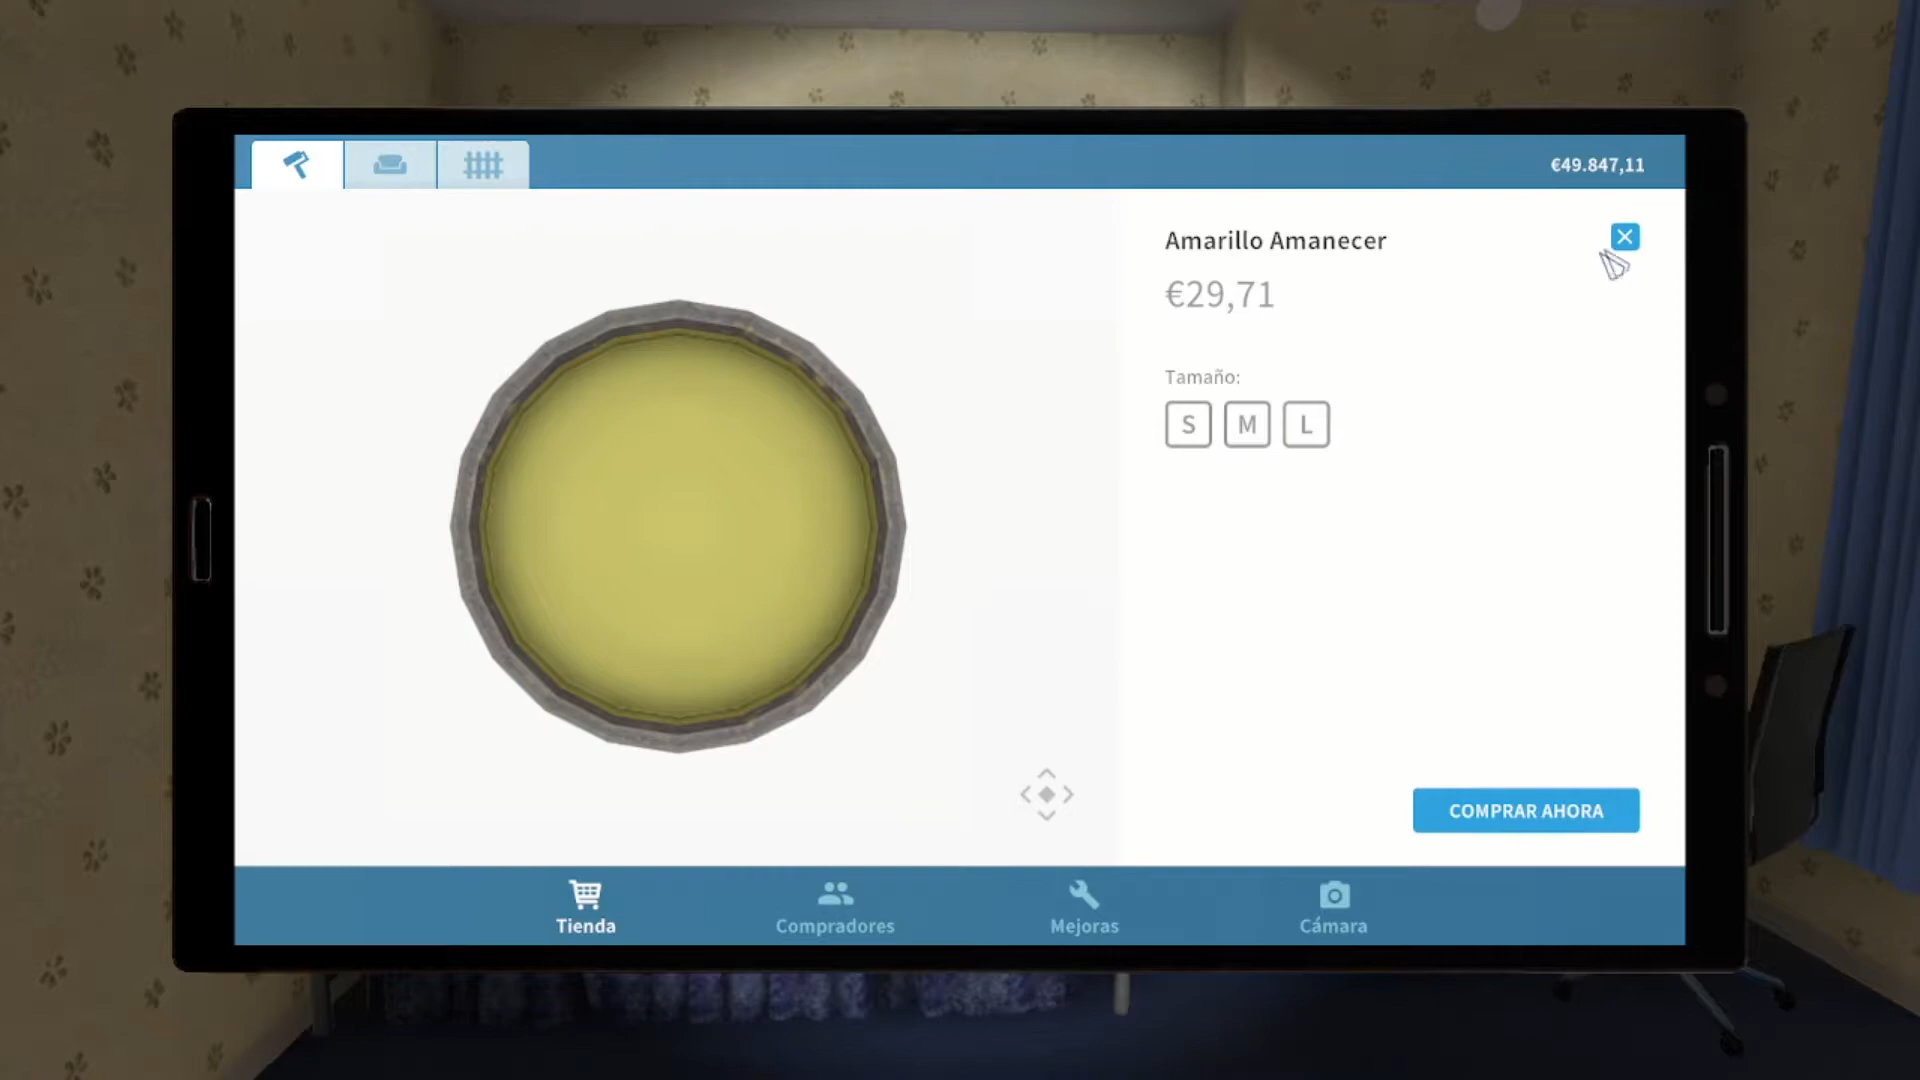 €49.847,11
Amarillo Amanecer
€29,71
Tamaño:
S M L
COMPRAR AHORA
Tienda
Compradores
Mejoras
Cámara